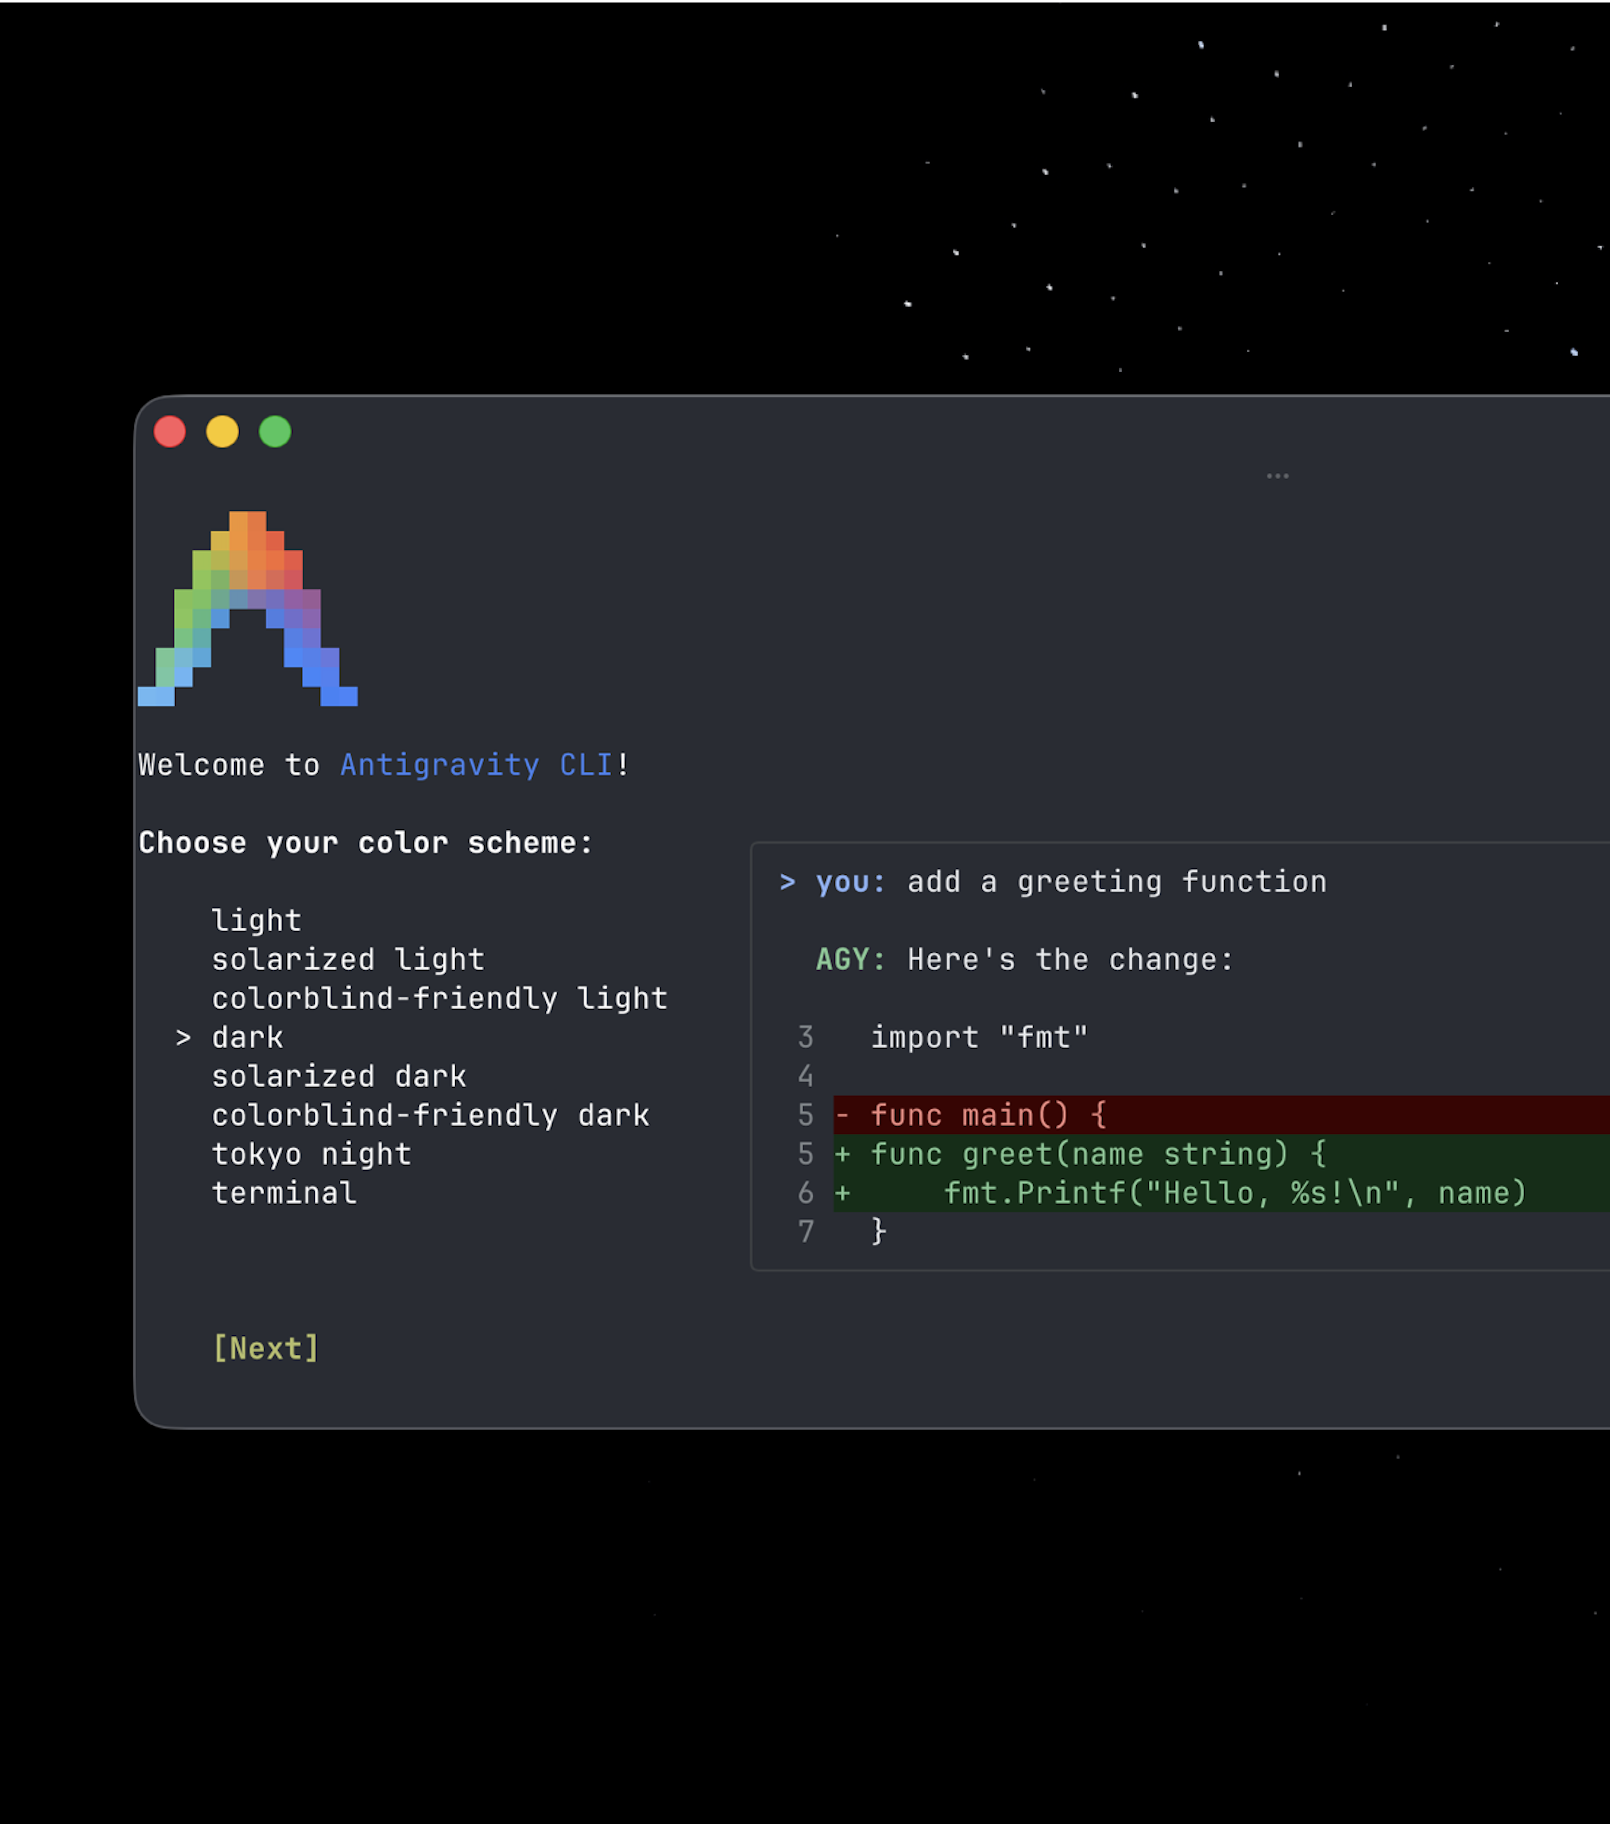 ...
Welcome to Antigravity CLI!
Choose your color scheme:
light
solarized light
colorblind-friendly light
> dark
solarized dark
colorblind-friendly dark
tokyo night
terminal
[Next]
> you: add a greeting function
AGY: Here's the change:
3 import "fmt"
4
5 - func main() {
5 + func greet(name string) {
6 + fmt.Printf("Hello, %s!\n", name)
7 }